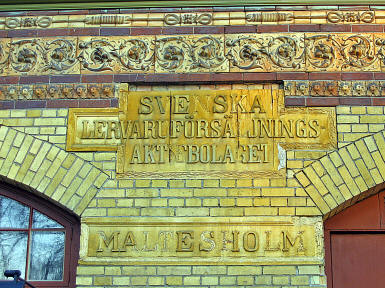 SVENSKA
LERVARUFÖRSÄLJNINGS-
AKTIEBOLAGET
MALTESHOLM